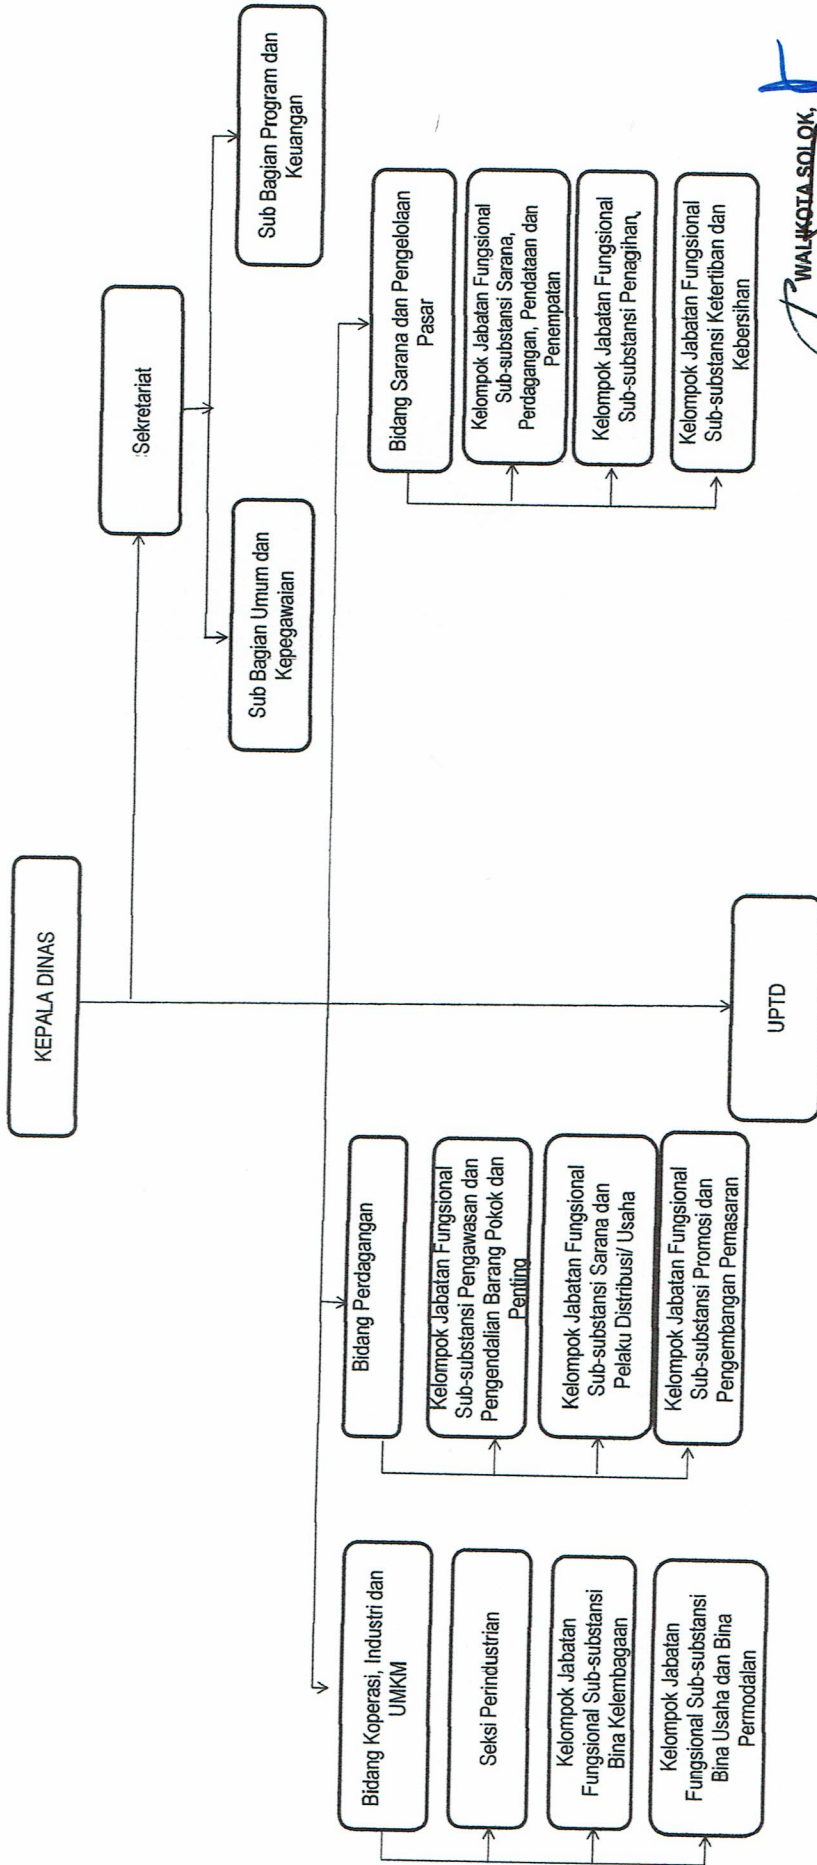 KEPALA DINAS
Sekretariat
Sub Bagian Umum dan
Kepegawaian
Sub Bagian Program dan
Keuangan
Bidang Koperasi, Industri dan
UMKM
Seksi Perindustrian
Kelompok Jabatan
Fungsional Sub-substansi
Bina Kelembagaan
Kelompok Jabatan
Fungsional Sub-substansi
Bina Usaha dan Bina
Permodalan
Bidang Perdagangan
Kelompok Jabatan Fungsional
Sub-substansi Pengawasan dan
Pengendalian Barang Pokok dan
Penting
Kelompok Jabatan Fungsional
Sub-substansi Sarana dan
Pelaku Distribusi/ Usaha
Kelompok Jabatan Fungsional
Sub-substansi Promosi dan
Pengembangan Pemasaran
UPTD
Bidang Sarana dan Pengelolaan
Pasar
Kelompok Jabatan Fungsional
Sub-substansi Sarana,
Perdagangan, Pendataan dan
Penempatan
Kelompok Jabatan Fungsional
Sub-substansi Penagihan
Kelompok Jabatan Fungsional
Sub-substansi Ketertiban dan
Kebersihan
WALIKOTA SOLOK,